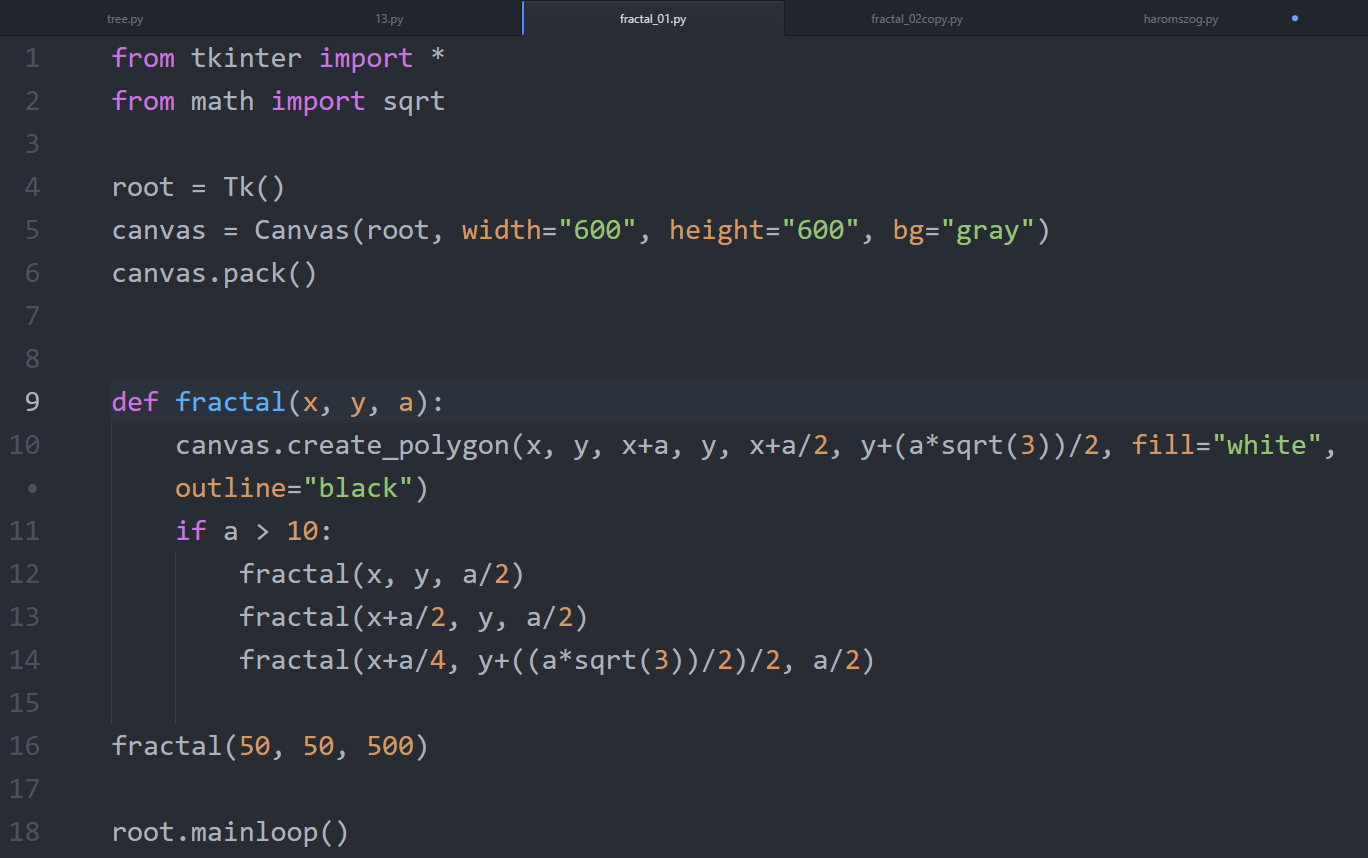 tree.py 13.py fractal_01.py fractal_02copy.py haromszog.py
1 from tkinter import *
2 from math import sqrt
3
4 root = Tk()
5 canvas = Canvas(root, width="600", height="600", bg="gray")
6 canvas.pack()
7
8
9 def fractal(x, y, a):
10     canvas.create_polygon(x, y, x+a, y, x+a/2, y+(a*sqrt(3))/2, fill="white",
•     outline="black")
11     if a > 10:
12         fractal(x, y, a/2)
13         fractal(x+a/2, y, a/2)
14         fractal(x+a/4, y+((a*sqrt(3))/2)/2, a/2)
15
16 fractal(50, 50, 500)
17
18 root.mainloop()